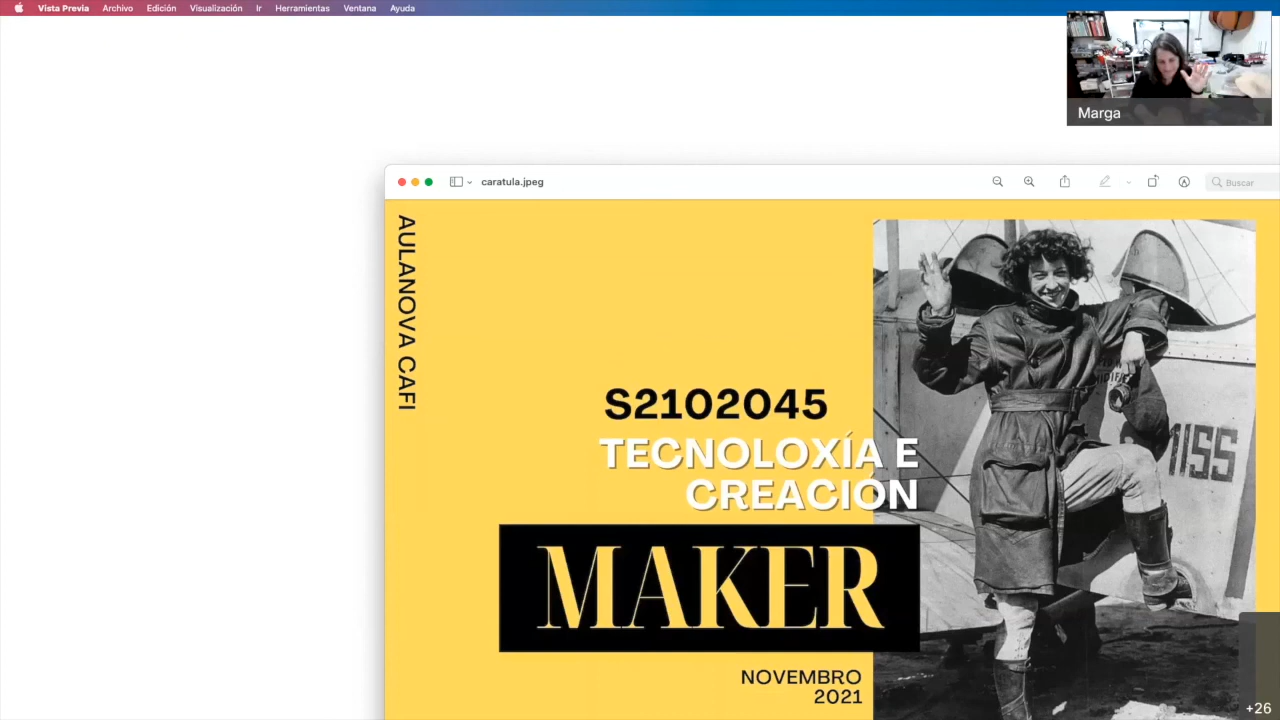 Vista Previa Archivo Edición Visualización Ir Herramientas Ventana Ayuda
Marga
caratula.jpeg
Buscar
AULANOVA CAFI
S2102045
TECNOLOXÍA E
CREACIÓN
MAKER
NOVEMBRO
2021
MISS
+26